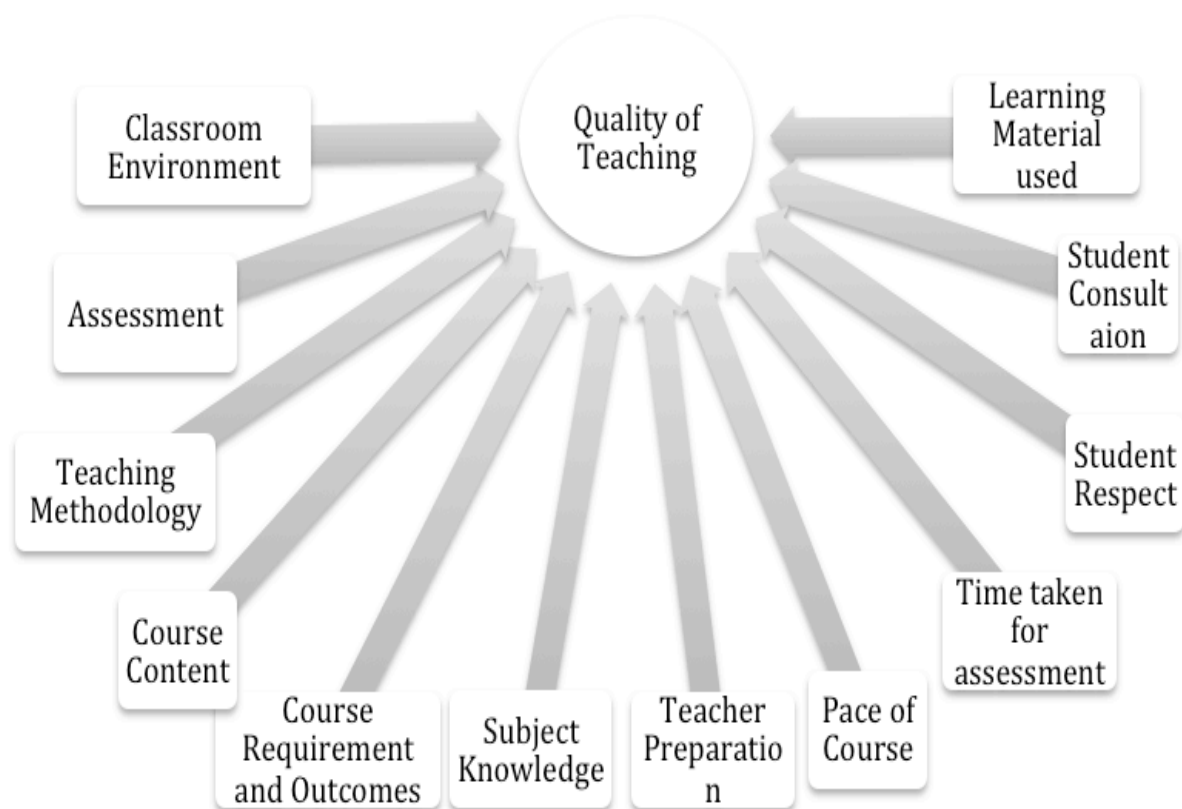 Quality of
Teaching
Classroom
Environment
Assessment
Teaching
Methodology
Course
Content
Course
Requirement
and Outcomes
Subject
Knowledge
Teacher
Preparatio
n
Pace of
Course
Time taken
for
assessment
Student
Respect
Student
Consult
aion
Learning
Material
used